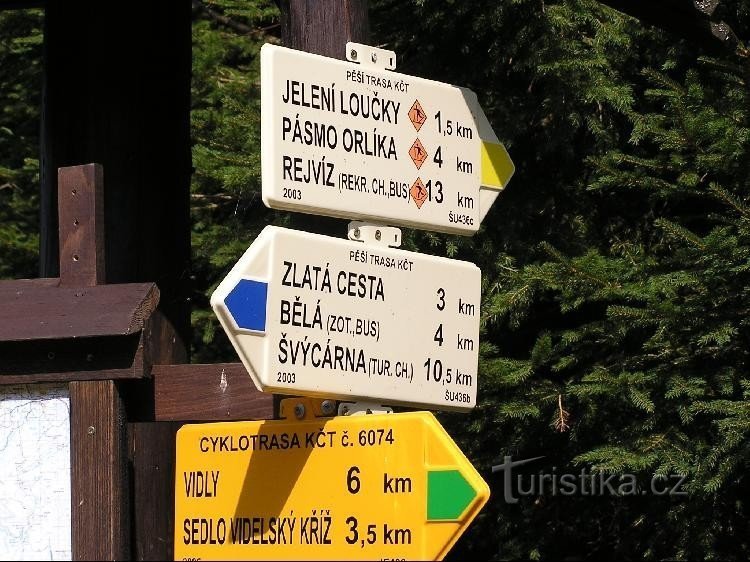 PĚŠÍ TRASA KČT
JELENÍ LOUČKY 1,5 km
PÁSMO ORLÍKA 4 km
REJVÍZ (REKR. CH.,BUS) 13 km
2003 ŠU436c
PĚŠÍ TRASA KČT
ZLATÁ CESTA 3 km
BĚLÁ (ZOT.,BUS) 4 km
ŠVÝCÁRNA (TUR. CH.) 10,5 km
2003 ŠU436b
CYKLOTRASA KČT č. 6074
VIDLY 6 km
SEDLO VIDELSKÝ KŘÍŽ 3,5 km
Turistika.cz